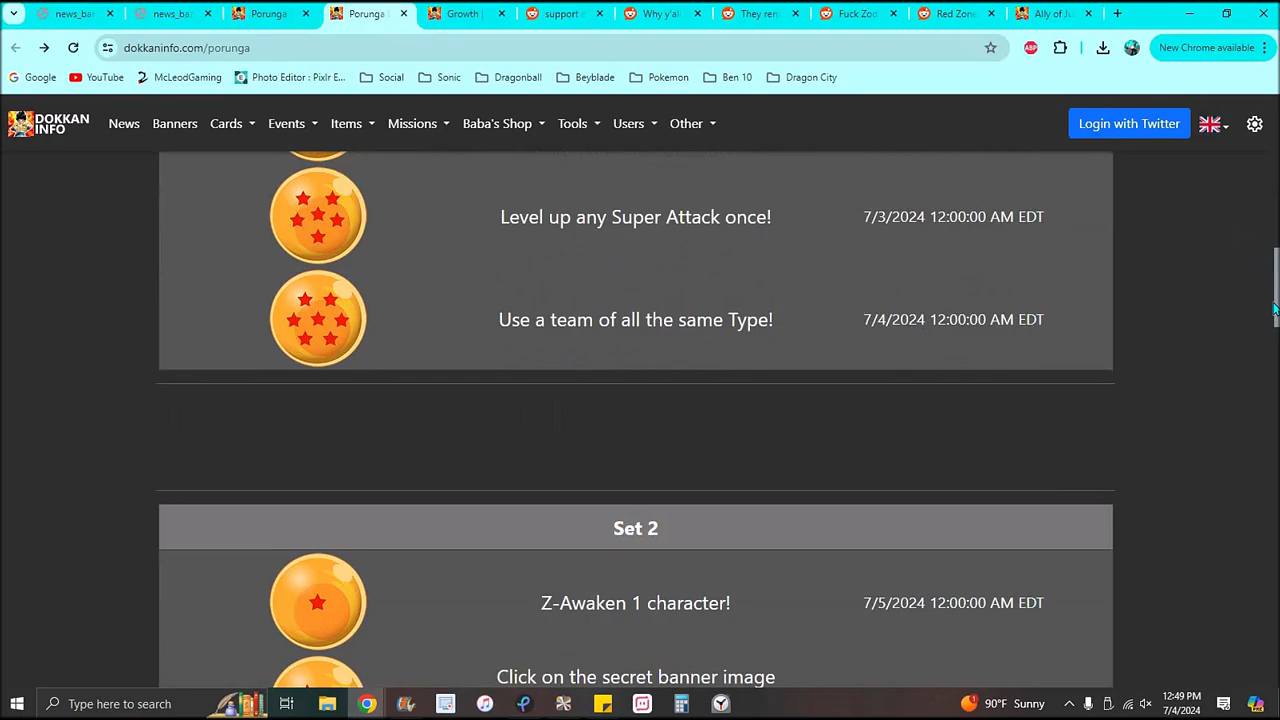 news_ba
news_ba
Porunga
Porunga
Growth |
support
Why y'al
They rem
Fuck Zod
Red Zone
Ally of Ju
dokkaninfo.com/porunga
ABP
New Chrome available
Google
YouTube
McLeodGaming
Photo Editor : Pixlr E...
Social
Sonic
Dragonball
Beyblade
Pokemon
Ben 10
Dragon City
DOKKAN
INFO
News
Banners
Cards
Events
Items
Missions
Baba's Shop
Tools
Users
Other
Login with Twitter
Level up any Super Attack once!
7/3/2024 12:00:00 AM EDT
Use a team of all the same Type!
7/4/2024 12:00:00 AM EDT
Set 2
Z-Awaken 1 character!
7/5/2024 12:00:00 AM EDT
Click on the secret banner image
Type here to search
90°F Sunny
12:49 PM
7/4/2024